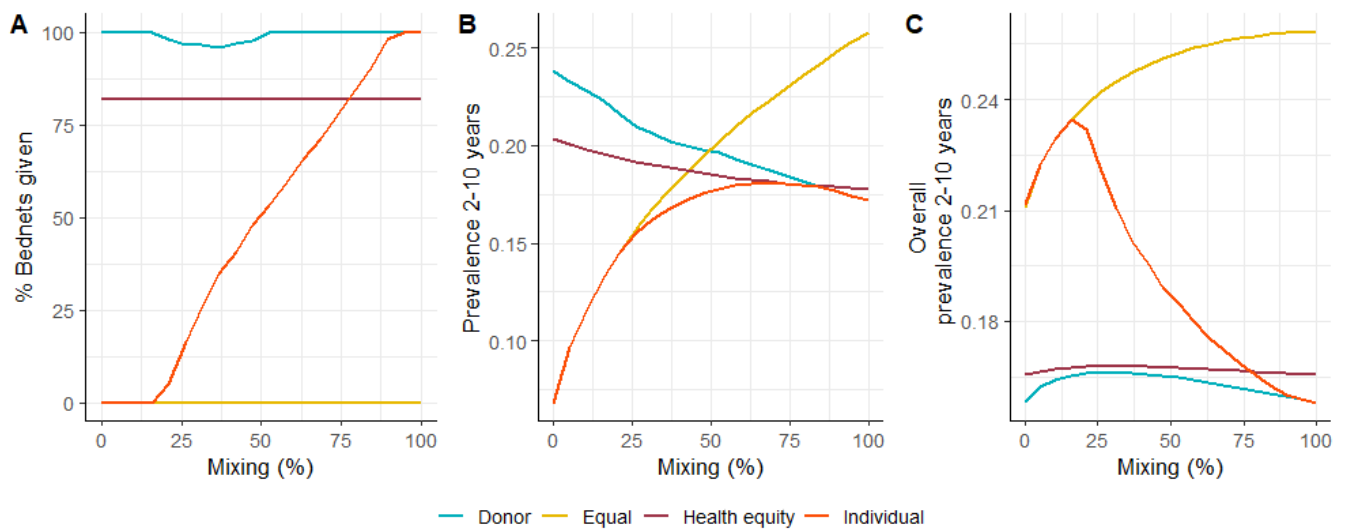 A
% Bednets given
100
75
50
25
0
0 25 50 75 100
Mixing (%)
B
Prevalence 2-10 years
0.25
0.20
0.15
0.10
0 25 50 75 100
Mixing (%)
C
Overall
prevalence 2-10 years
0.24
0.21
0.18
0 25 50 75 100
Mixing (%)
Donor Equal Health equity Individual